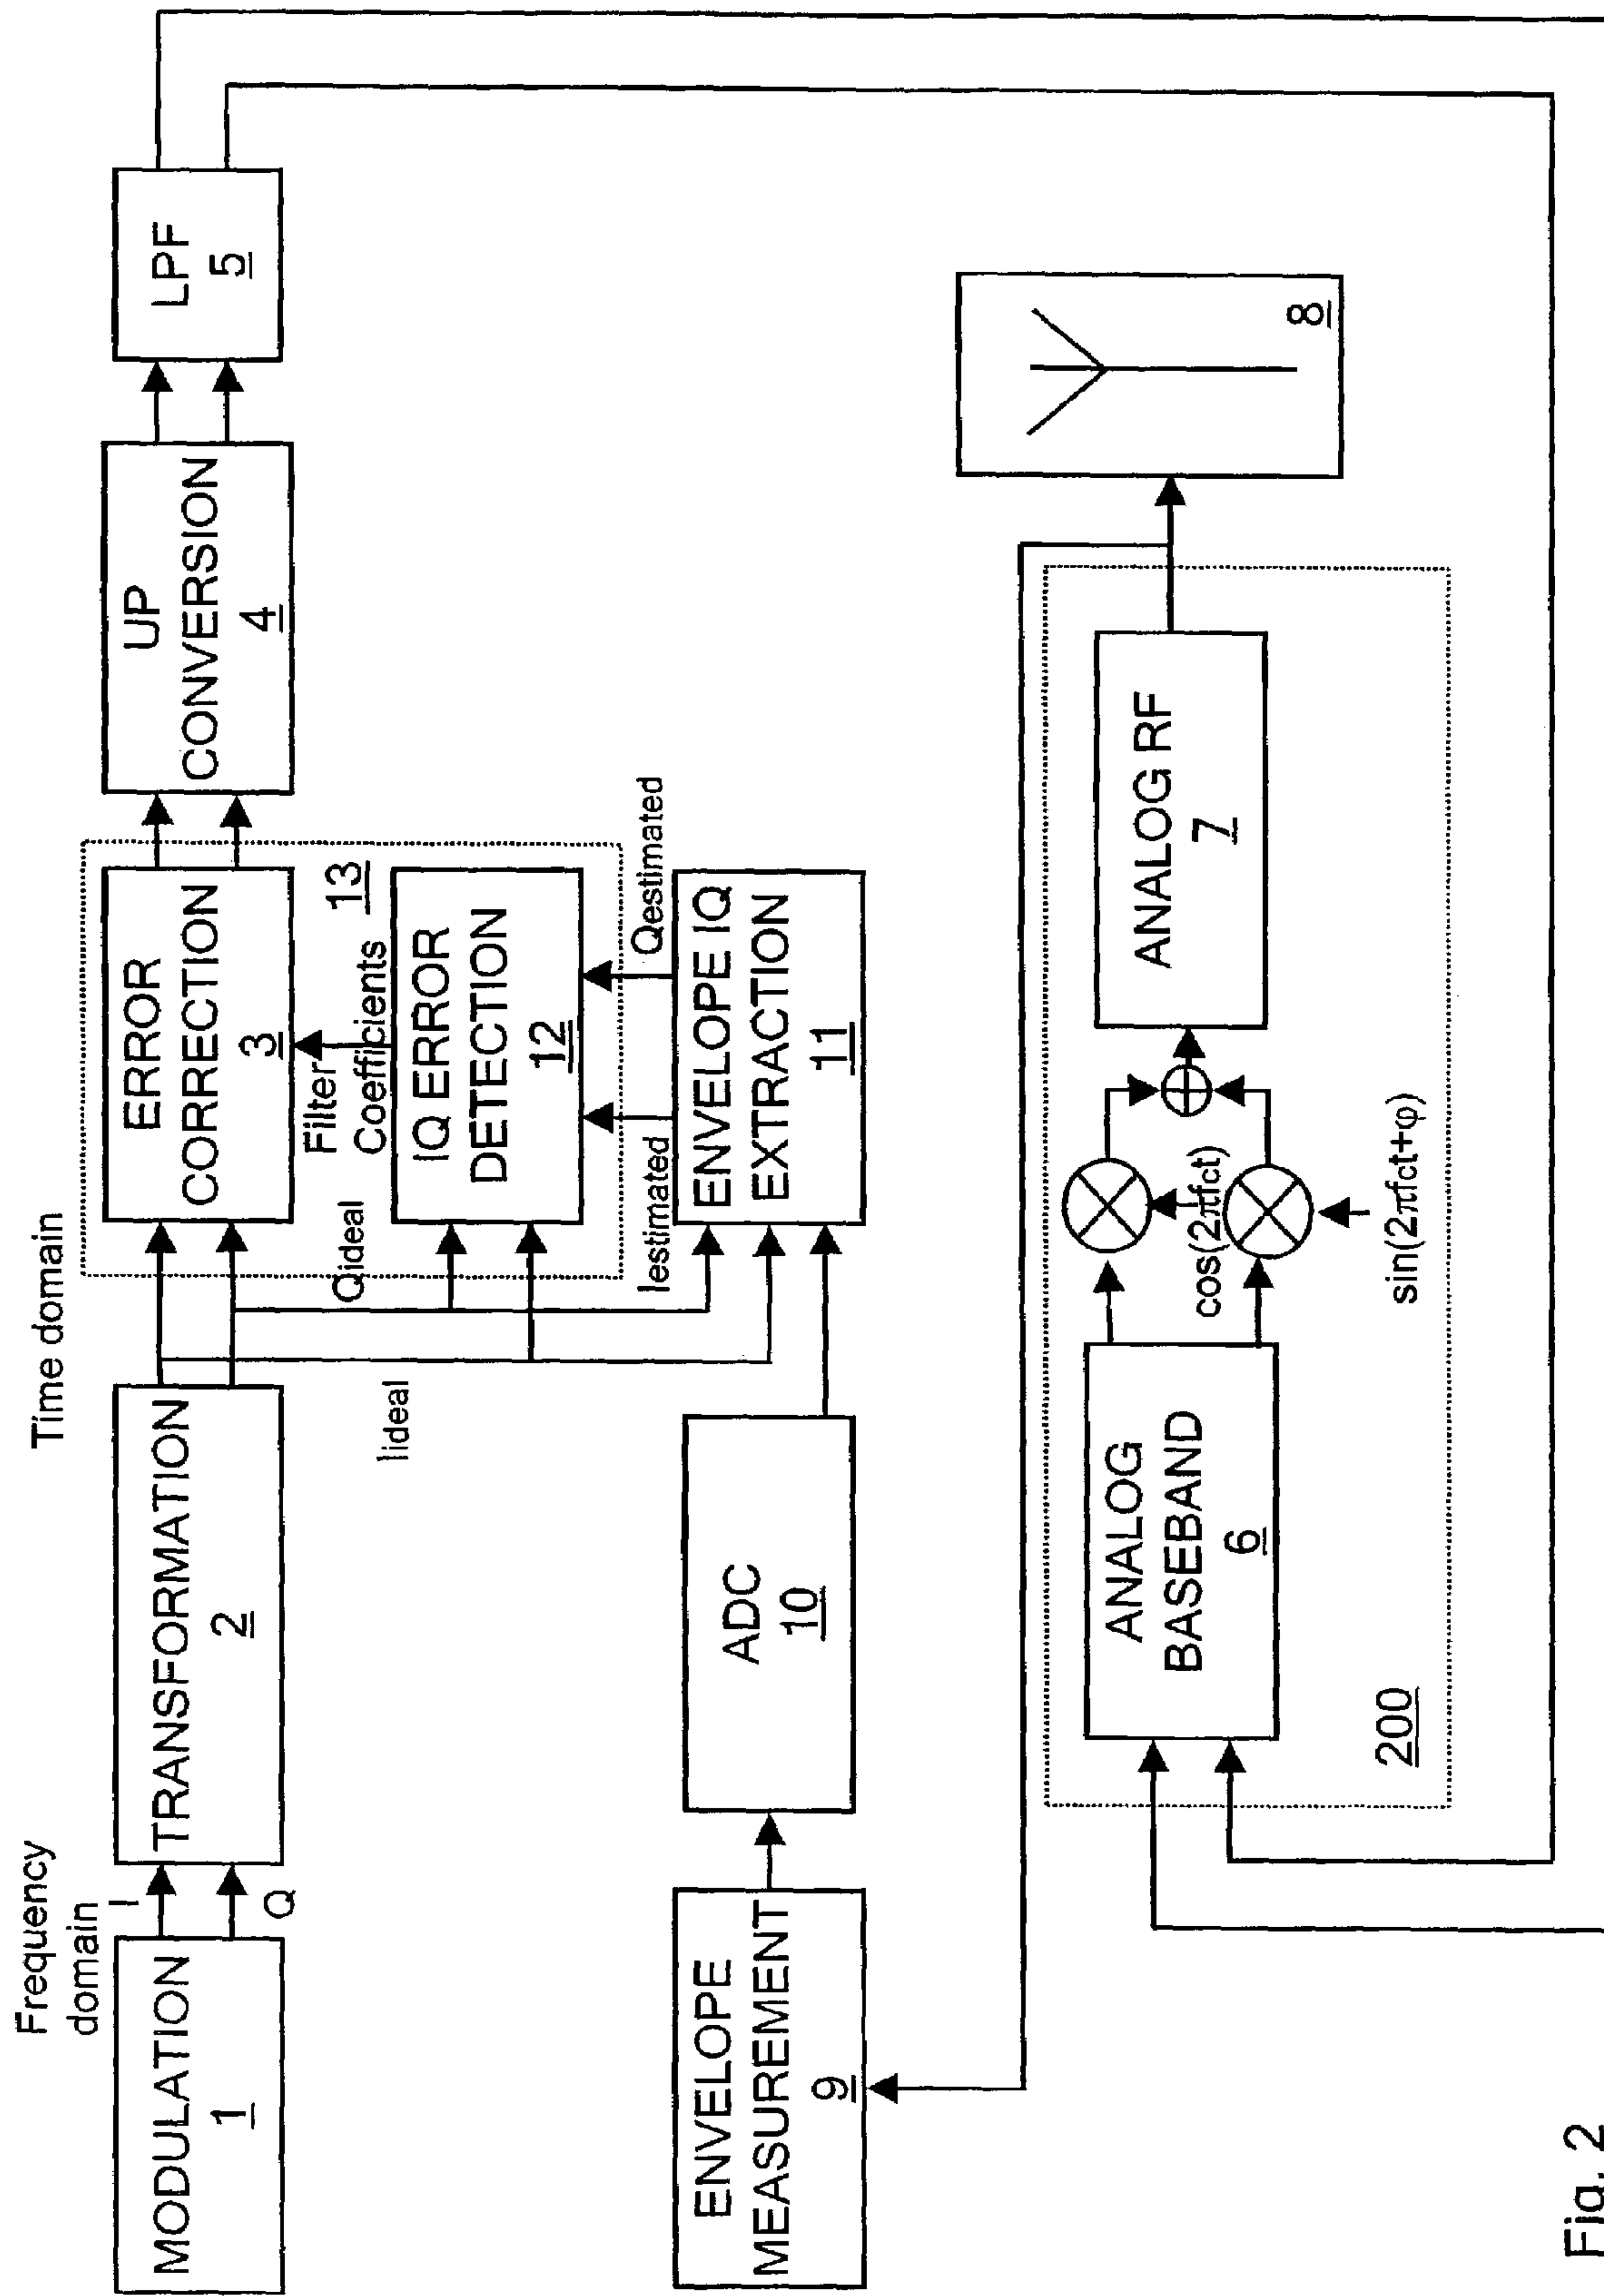 Frequency
domain
Time domain
MODULATION
1
I
Q
TRANSFORMATION
2
ERROR
CORRECTION
3
UP
CONVERSION
4
LPF
5
Iideal
Qideal
Filter
Coefficients
13
IQ ERROR
DETECTION
12
Iestimated
Qestimated
ENVELOPE
MEASUREMENT
9
ADC
10
ENVELOPE IQ
EXTRACTION
11
8
ANALOG
BASEBAND
6
cos(2πfct)
sin(2πfct+φ)
ANALOG RF
7
200
Fig. 2